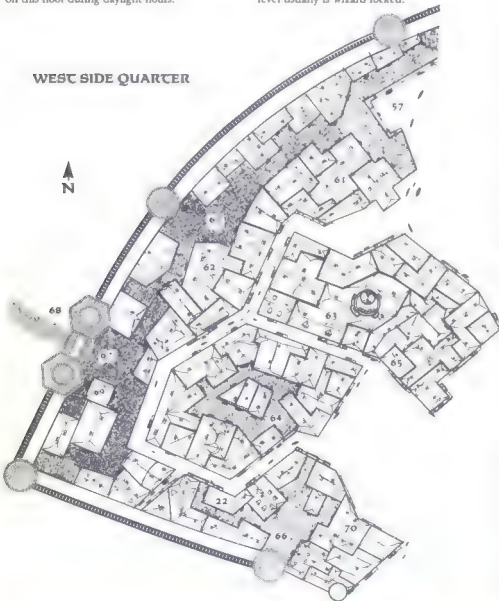 on this floor during daylight hours.
level usually is wizard locked.
WEST SIDE QUARTER
57
61
N
62
68
63
65
64
22
70
66